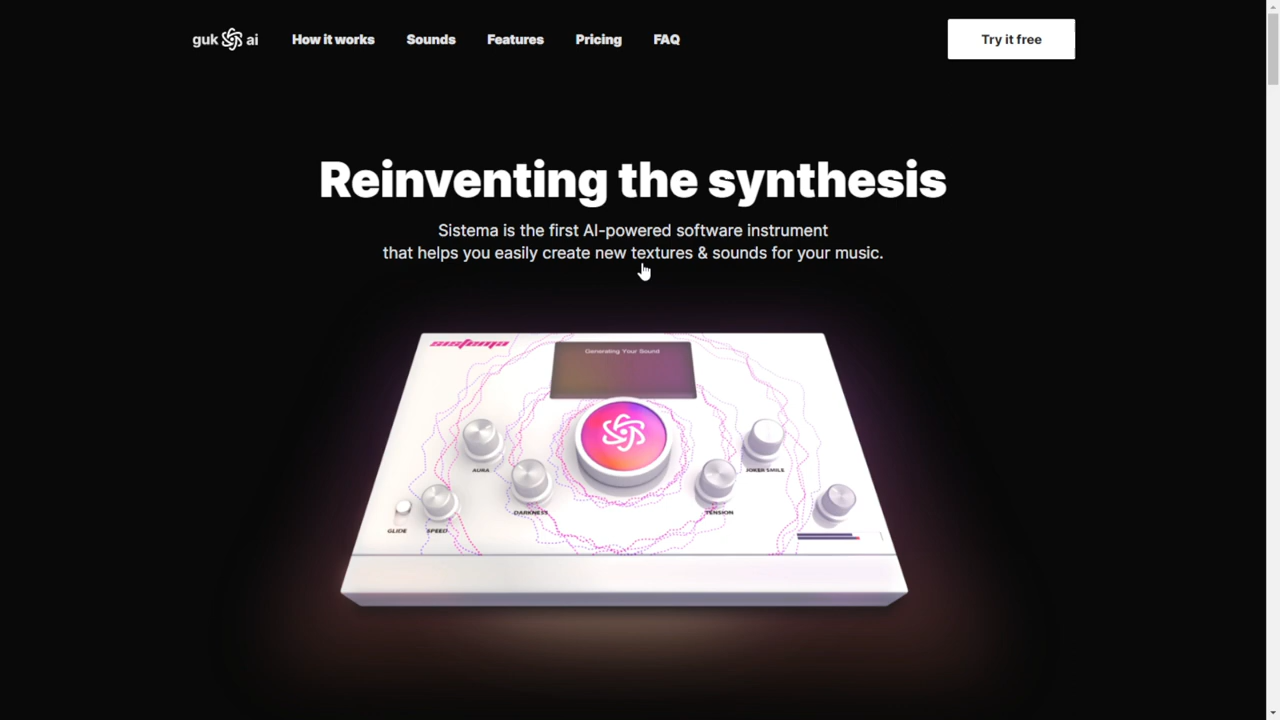 guk ai
How it works
Sounds
Features
Pricing
FAQ
Try it free
Reinventing the synthesis
Sistema is the first AI-powered software instrument
that helps you easily create new textures & sounds for your music.
sistema
Generating Your Sound
AURA
JOKER SMILE
DARKNESS
TENSION
GLIDE
SPEED